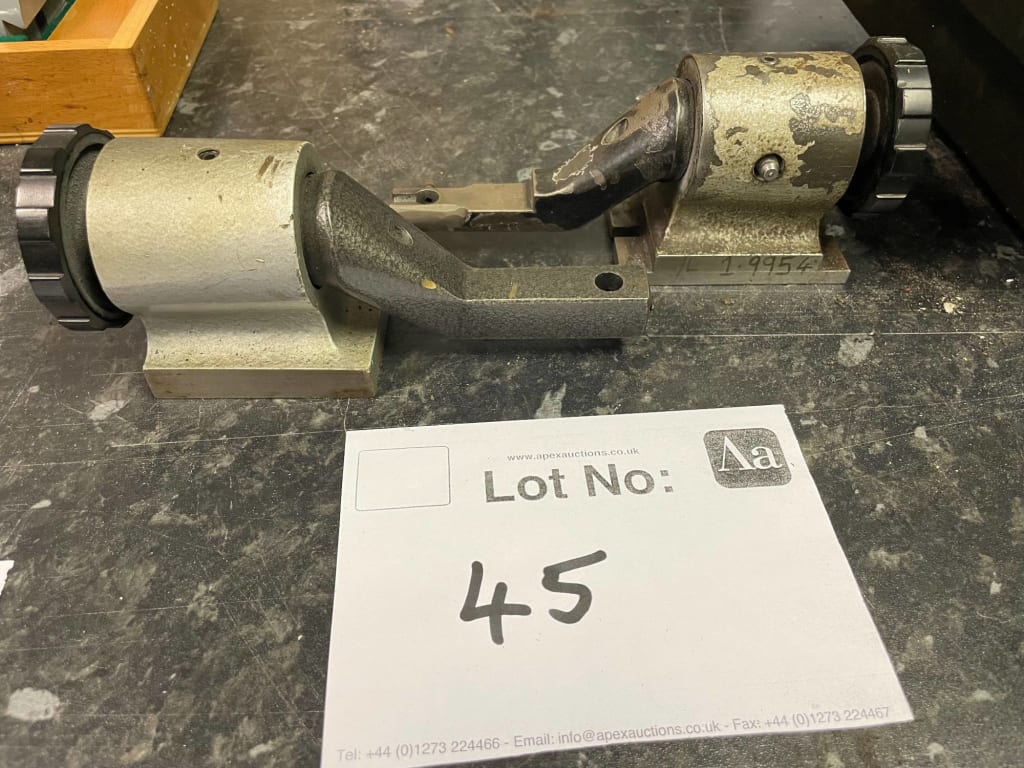 1.9954
www.apexauctions.co.uk
Lot No:
Aa
45
Tel: +44 (0)1273 224466 - Email: info@apexauctions.co.uk - Fax: +44 (0)1273 224467